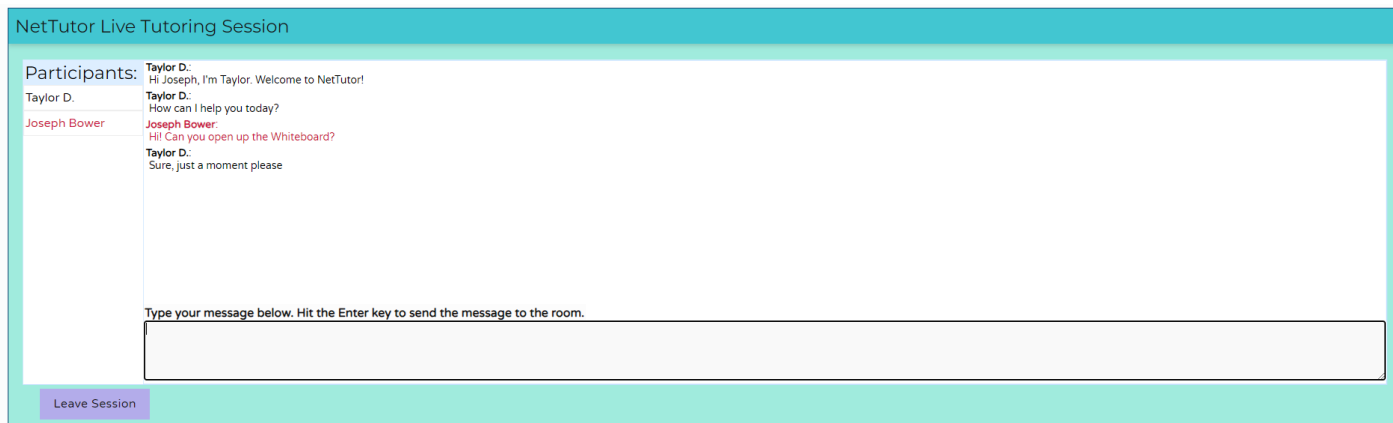 NetTutor Live Tutoring Session
Participants:
Taylor D.
Joseph Bower
Taylor D.:
Hi Joseph, I'm Taylor. Welcome to NetTutor!
Taylor D.:
How can I help you today?
Joseph Bower:
Hi! Can you open up the Whiteboard?
Taylor D.:
Sure, just a moment please
Type your message below. Hit the Enter key to send the message to the room.
Leave Session